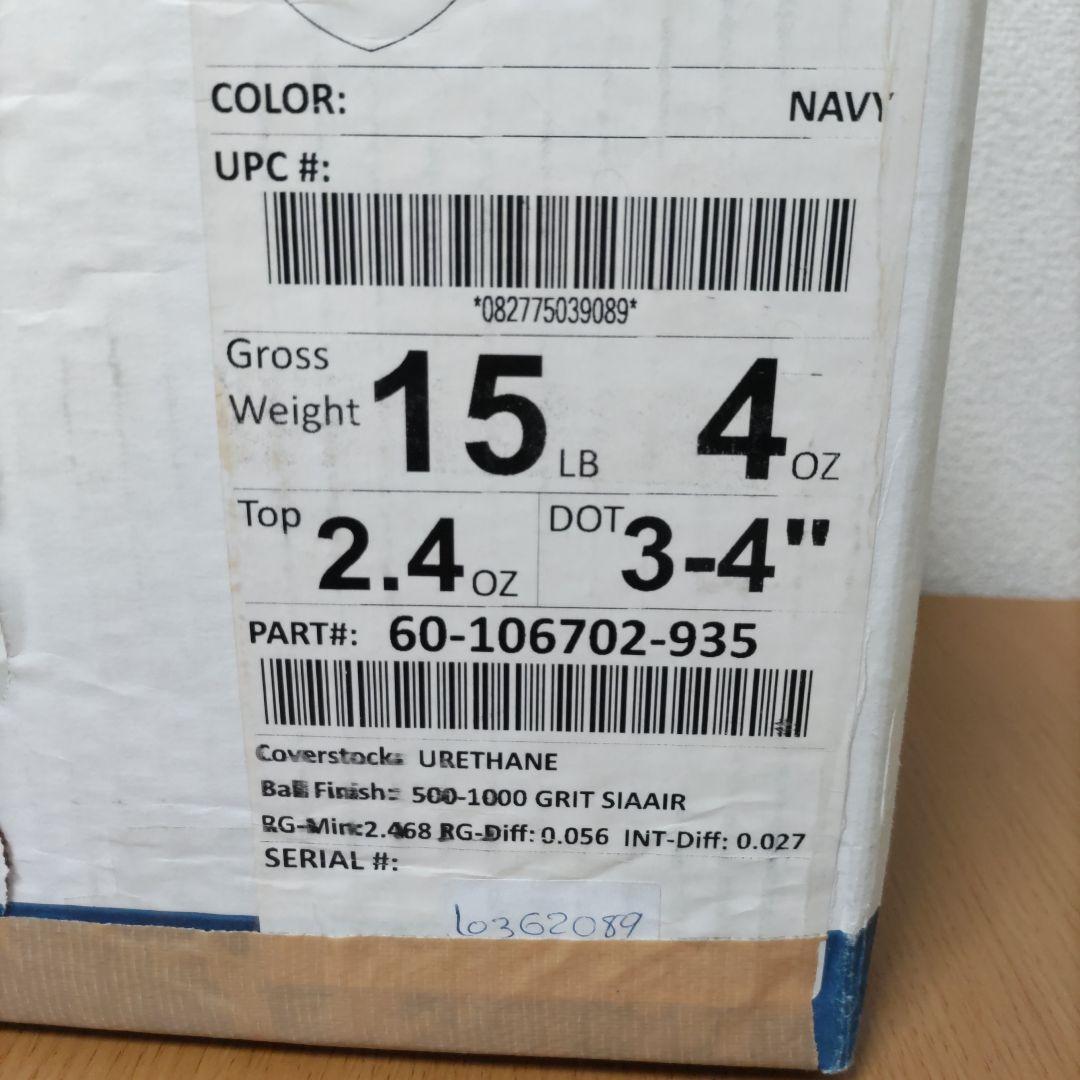 COLOR: NAVY
UPC #:
*082775039089*
Gross Weight 15 LB 4 OZ
Top 2.4 OZ DOT 3-4"
PART#: 60-106702-935
Coverstock: URETHANE
Ball Finish: 500-1000 GRIT SIAAIR
RG-Min:2.468 RG-Diff: 0.056 INT-Diff: 0.027
SERIAL #:
60362089